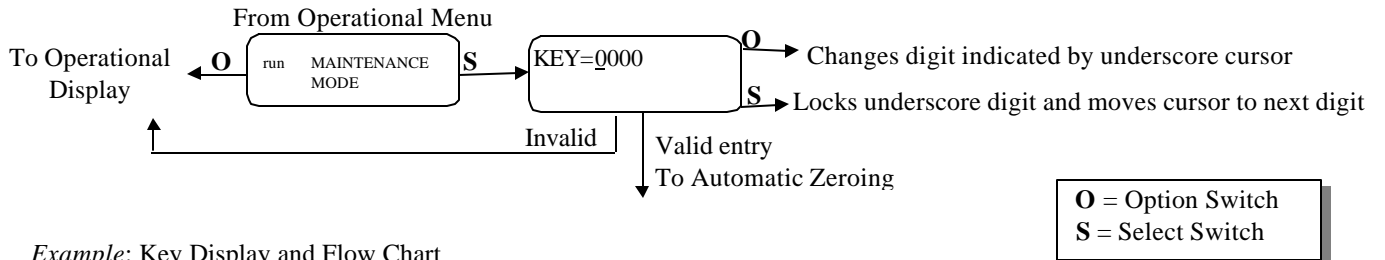 From Operational Menu
To Operational
Display
O
run MAINTENANCE
MODE
S
KEY=0000
O
Changes digit indicated by underscore cursor
S
Locks underscore digit and moves cursor to next digit
Invalid
Valid entry
To Automatic Zeroing
O = Option Switch
S = Select Switch
Example: Key Display and Flow Chart